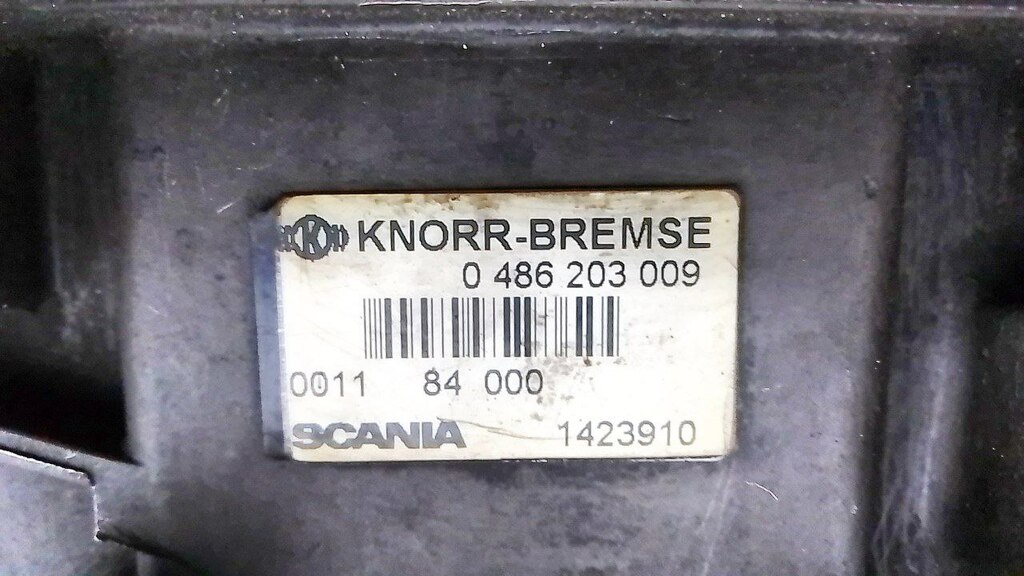 KNORR-BREMSE
0 486 203 009
0011 84 000
SCANIA 1423910